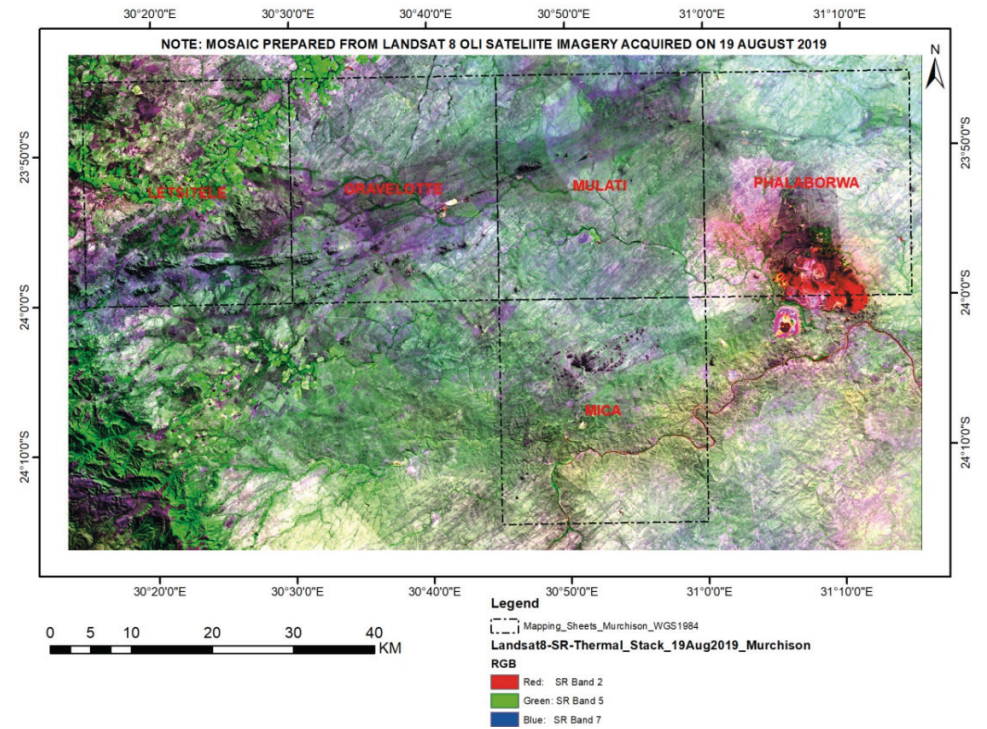 30°20'0"E 30°30'0"E 30°40'0"E 30°50'0"E 31°0'0"E 31°10'0"E
NOTE: MOSAIC PREPARED FROM LANDSAT 8 OLI SATELIITE IMAGERY ACQUIRED ON 19 AUGUST 2019
N
23°50'0"S 23°50'0"S
LETSITELE GRAVELOTTE MULATI PHALABORWA
24°0'0"S 24°0'0"S
MICA
24°10'0"S 24°10'0"S
30°20'0"E 30°30'0"E 30°40'0"E 30°50'0"E 31°0'0"E 31°10'0"E
0 5 10 20 30 40
KM
Legend
Mapping_Sheets_Murchison_WGS1984
Landsat8-SR-Thermal_Stack_19Aug2019_Murchison
RGB
Red: SR Band 2
Green: SR Band 5
Blue: SR Band 7